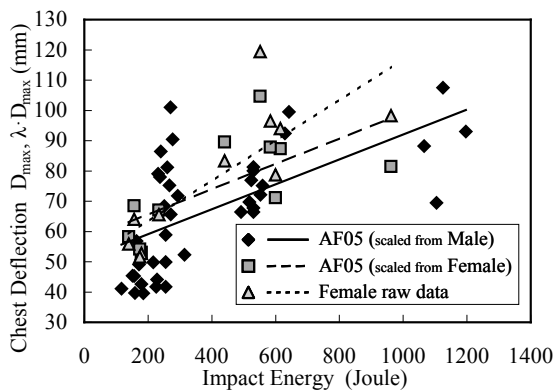 130
120
110
100
90
80
70
60
50
40
30
Chest Deflection D_max, λ·D_max (mm)
AF05 (scaled from Male)
AF05 (scaled from Female)
Female raw data
0 200 400 600 800 1000 1200 1400
Impact Energy (Joule)